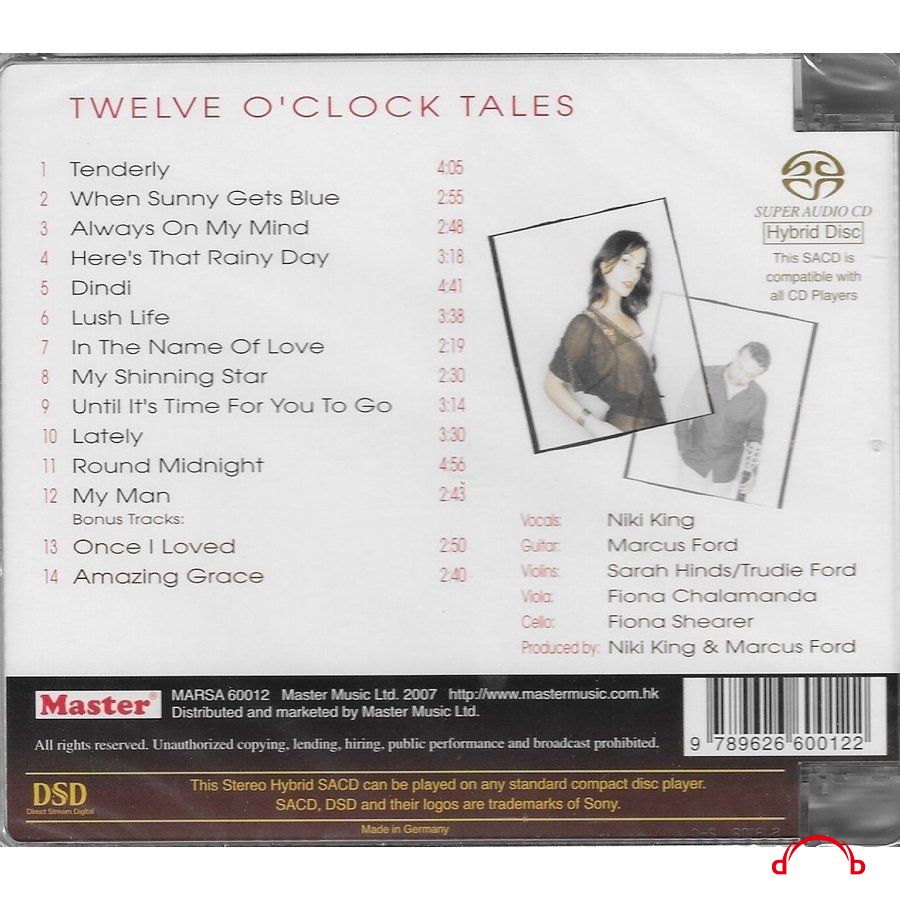 TWELVE O'CLOCK TALES
1 Tenderly 4:05
2 When Sunny Gets Blue 2:55
3 Always On My Mind 2:48
4 Here's That Rainy Day 3:18
5 Dindi 4:41
6 Lush Life 3:38
7 In The Name Of Love 2:19
8 My Shinning Star 2:30
9 Until It's Time For You To Go 3:14
10 Lately 3:30
11 Round Midnight 4:56
12 My Man 2:43
Bonus Tracks:
13 Once I Loved 2:50
14 Amazing Grace 2:40
SUPER AUDIO CD
Hybrid Disc
This SACD is
compatible with
all CD Players
Vocals: Niki King
Guitar: Marcus Ford
Violins: Sarah Hinds/Trudie Ford
Viola: Fiona Chalamanda
Cello: Fiona Shearer
Produced by: Niki King & Marcus Ford
Master®
MARSA 60012 Master Music Ltd. 2007 http://www.mastermusic.com.hk
Distributed and marketed by Master Music Ltd.
All rights reserved. Unauthorized copying, lending, hiring, public performance and broadcast prohibited.
9 789626 600122
DSD
Direct Stream Digital
This Stereo Hybrid SACD can be played on any standard compact disc player.
SACD, DSD and their logos are trademarks of Sony.
Made in Germany